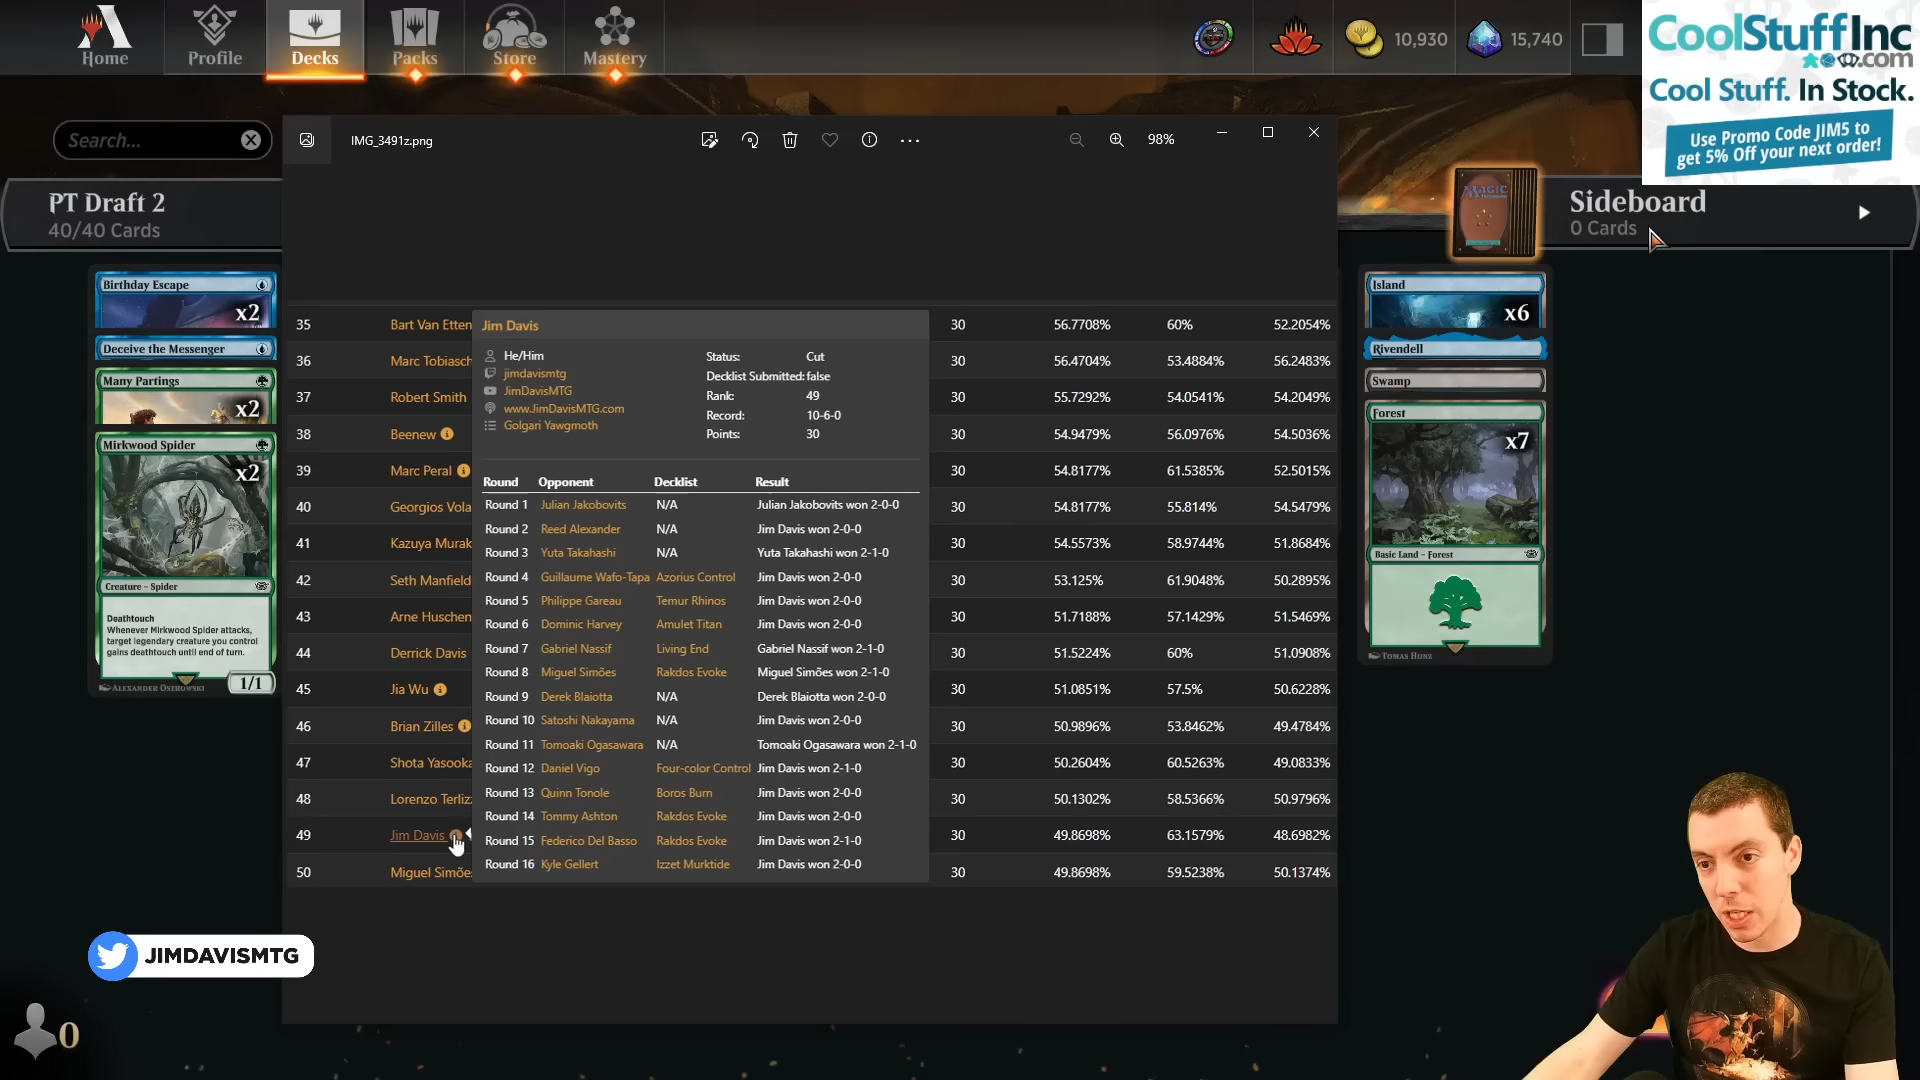 Home
Profile
Decks
Packs
Store
Mastery
10,930
15,740
CoolStuffInc
.com
Cool Stuff. In Stock.
Use Promo Code JIM5 to
get 5% Off your next order!
Search...
IMG_3491z.png
98%
PT Draft 2
40/40 Cards
Sideboard
0 Cards
MAGIC
Birthday Escape
x2
Deceive the Messenger
Many Partings
x2
Mirkwood Spider
x2
Creature – Spider
Deathtouch
Whenever Mirkwood Spider attacks,
target legendary creature you control
gains deathtouch until end of turn.
Alexander Ostrowski
1/1
35 Bart Van Etten 30 56.7708% 60% 52.2054%
36 Marc Tobiasch 30 56.4704% 53.4884% 56.2483%
37 Robert Smith 30 55.7292% 54.0541% 54.2049%
38 Beenew 30 54.9479% 56.0976% 54.5036%
39 Marc Peral 30 54.8177% 61.5385% 52.5015%
40 Georgios Vola 30 54.8177% 55.814% 54.5479%
41 Kazuya Murak 30 54.5573% 58.9744% 51.8684%
42 Seth Manfield 30 53.125% 61.9048% 50.2895%
43 Arne Huschen 30 51.7188% 57.1429% 51.5469%
44 Derrick Davis 30 51.5224% 60% 51.0908%
45 Jia Wu 30 51.0851% 57.5% 50.6228%
46 Brian Zilles 30 50.9896% 53.8462% 49.4784%
47 Shota Yasooka 30 50.2604% 60.5263% 49.0833%
48 Lorenzo Terliz 30 50.1302% 58.5366% 50.9796%
49 Jim Davis 30 49.8698% 63.1579% 48.6982%
50 Miguel Simões 30 49.8698% 59.5238% 50.1374%
Jim Davis
He/Him
jimdavismtg
JimDavisMTG
www.JimDavisMTG.com
Golgari Yawgmoth
Status: Cut
Decklist Submitted: false
Rank: 49
Record: 10-6-0
Points: 30
Round Opponent Decklist Result
Round 1 Julian Jakobovits N/A Julian Jakobovits won 2-0-0
Round 2 Reed Alexander N/A Jim Davis won 2-0-0
Round 3 Yuta Takahashi N/A Yuta Takahashi won 2-1-0
Round 4 Guillaume Wafo-Tapa Azorius Control Jim Davis won 2-0-0
Round 5 Philippe Gareau Temur Rhinos Jim Davis won 2-0-0
Round 6 Dominic Harvey Amulet Titan Jim Davis won 2-0-0
Round 7 Gabriel Nassif Living End Gabriel Nassif won 2-1-0
Round 8 Miguel Simões Rakdos Evoke Miguel Simões won 2-1-0
Round 9 Derek Blaiotta N/A Derek Blaiotta won 2-0-0
Round 10 Satoshi Nakayama N/A Jim Davis won 2-0-0
Round 11 Tomoaki Ogasawara N/A Tomoaki Ogasawara won 2-1-0
Round 12 Daniel Vigo Four-color Control Jim Davis won 2-1-0
Round 13 Quinn Tonole Boros Burn Jim Davis won 2-0-0
Round 14 Tommy Ashton Rakdos Evoke Jim Davis won 2-0-0
Round 15 Federico Del Basso Rakdos Evoke Jim Davis won 2-1-0
Round 16 Kyle Gellert Izzet Murktide Jim Davis won 2-0-0
Island
x6
Rivendell
Swamp
Forest
x7
Basic Land – Forest
Tomas Honz
JIMDAVISMTG
0